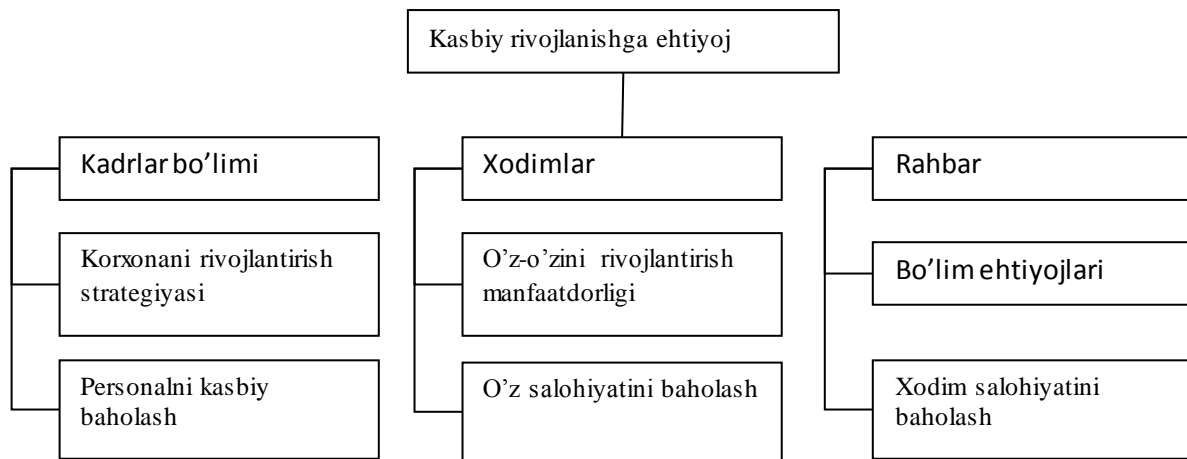 Kasbiy rivojlanishga ehtiyoj
Kadrlar bo’limi
Korxonani rivojlantirish
strategiyasi
Personalni kasbiy
baholash
Xodimlar
O’z-o’zini rivojlantirish
manfaatdorligi
O’z salohiyatini baholash
Rahbar
Bo’lim ehtiyojlari
Xodim salohiyatini
baholash